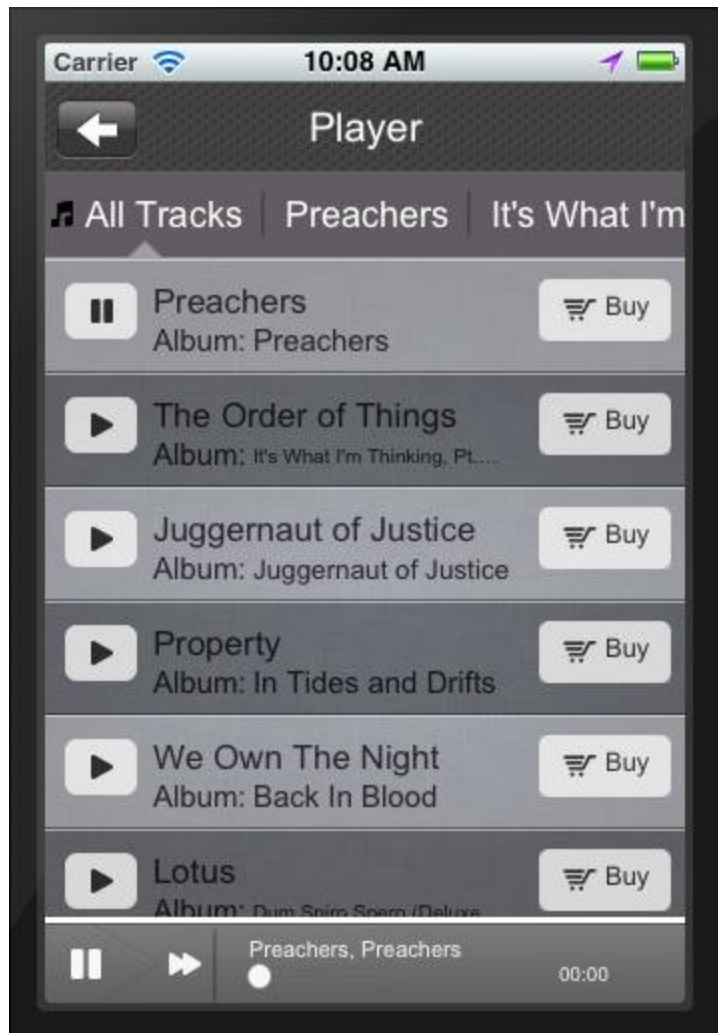 Carrier 10:08 AM
Player
All Tracks Preachers It's What I'm
Preachers
Album: Preachers
Buy
The Order of Things
Album: It's What I'm Thinking, Pt....
Buy
Juggernaut of Justice
Album: Juggernaut of Justice
Buy
Property
Album: In Tides and Drifts
Buy
We Own The Night
Album: Back In Blood
Buy
Lotus
Album: Dum Spiro Spero (Deluxe
Buy
Preachers, Preachers
00:00